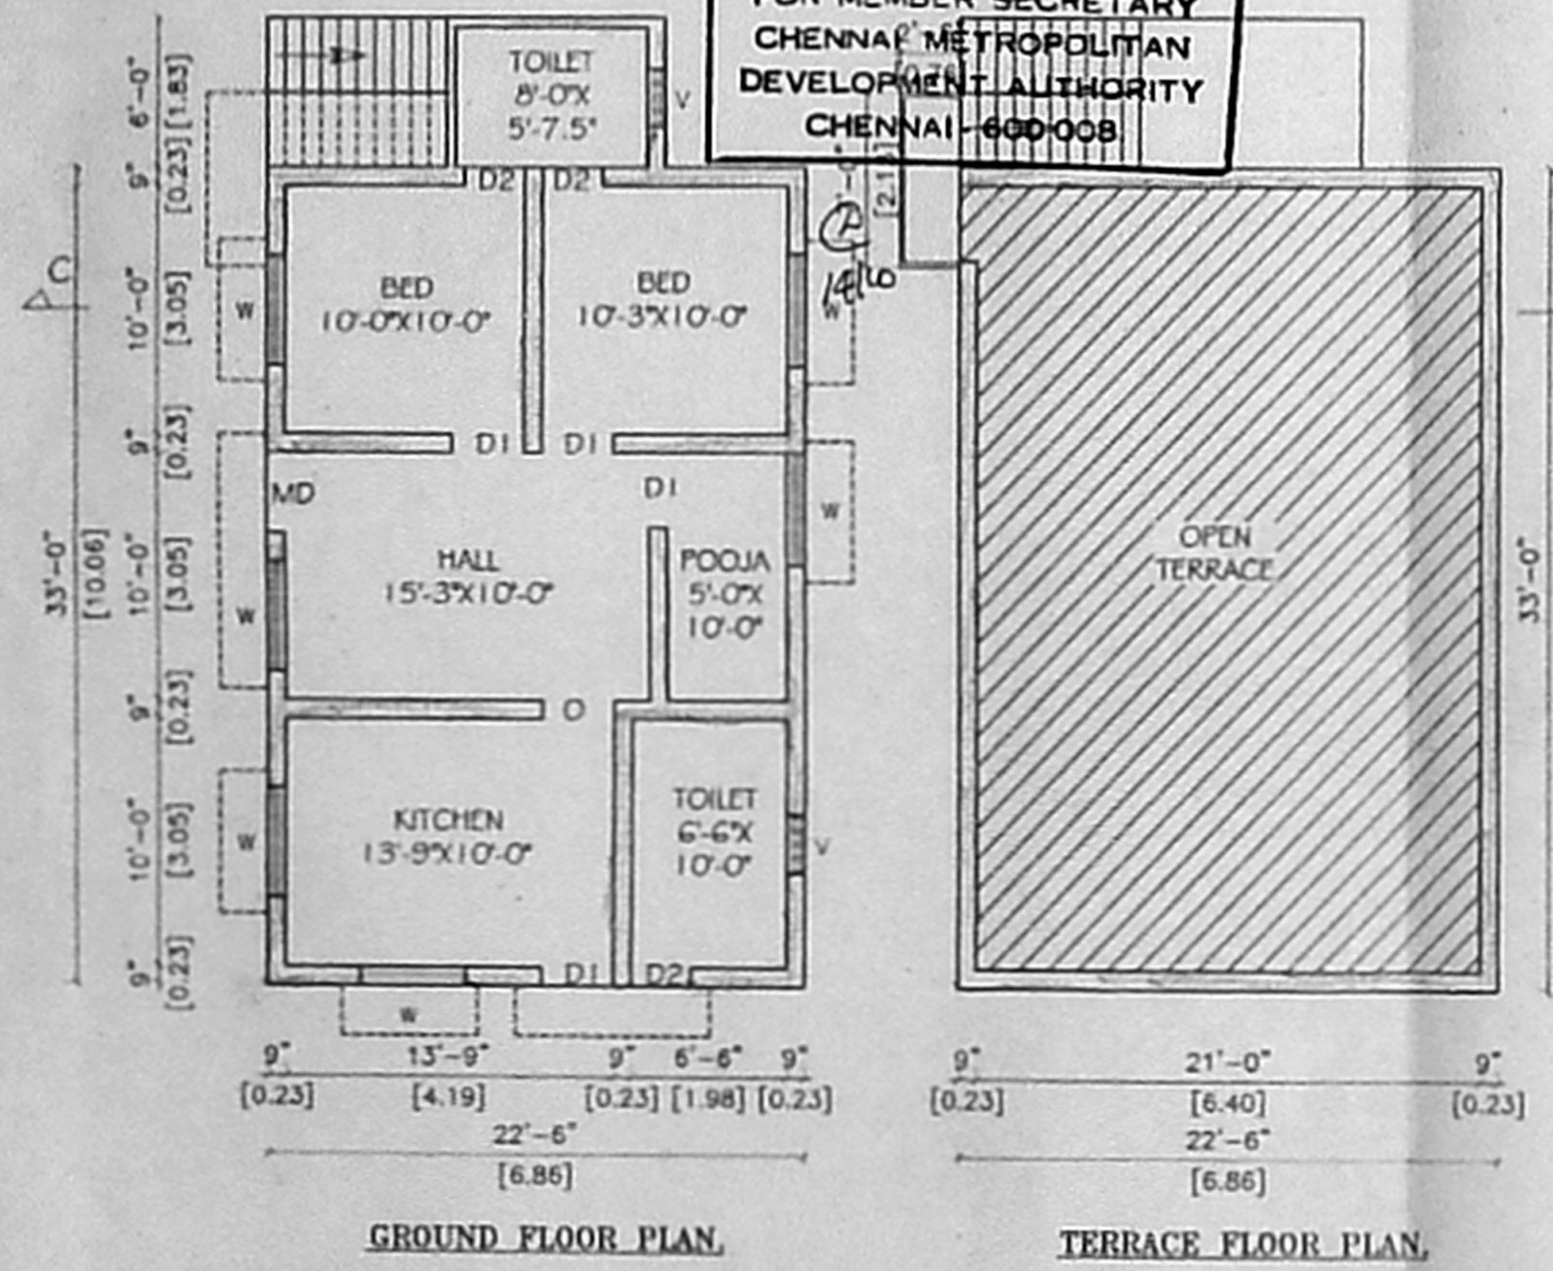 FOR MEMBER SECRETARY
CHENNAI METROPOLITAN
DEVELOPMENT AUTHORITY
CHENNAI - 600 008
TOILET
8'-0"X
5'-7.5"
V
D2
D2
BED
10'-0"X10'-0"
BED
10'-3"X10'-0"
W
W
C
D1
D1
MD
D1
W
HALL
15'-3"X10'-0"
POOJA
5'-0"X
10'-0"
W
O
KITCHEN
13'-9"X10'-0"
TOILET
6'-6"X
10'-0"
W
V
D1
D2
W
6'-0"
[1.83]
9"
[0.23]
10'-0"
[3.05]
9"
[0.23]
10'-0"
[3.05]
9"
[0.23]
10'-0"
[3.05]
9"
[0.23]
33'-0"
[10.06]
9" 13'-9" 9" 6'-6" 9"
[0.23] [4.19] [0.23] [1.98] [0.23]
22'-6"
[6.86]
GROUND FLOOR PLAN.
OPEN
TERRACE
33'-0"
9" 21'-0" 9"
[0.23] [6.40] [0.23]
22'-6"
[6.86]
TERRACE FLOOR PLAN.